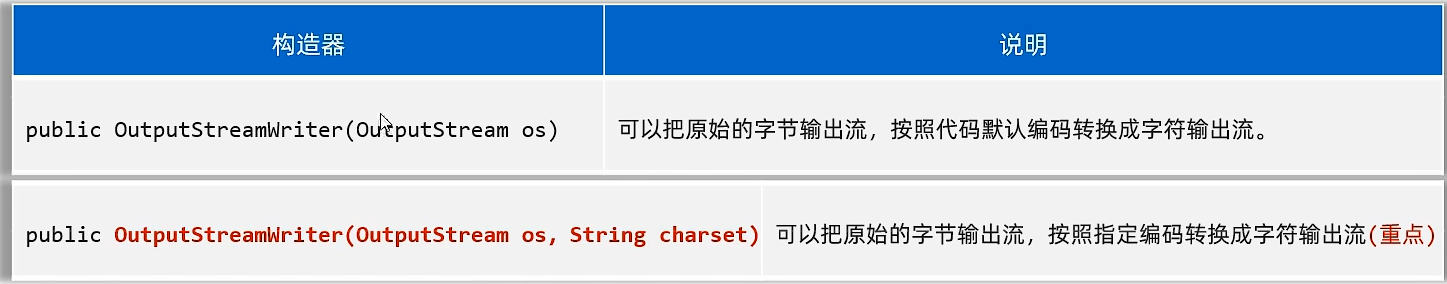 构造器 说明
public OutputStreamWriter(OutputStream os) 可以把原始的字节输出流，按照代码默认编码转换成字符输出流。
public OutputStreamWriter(OutputStream os, String charset) 可以把原始的字节输出流，按照指定编码转换成字符输出流(重点)